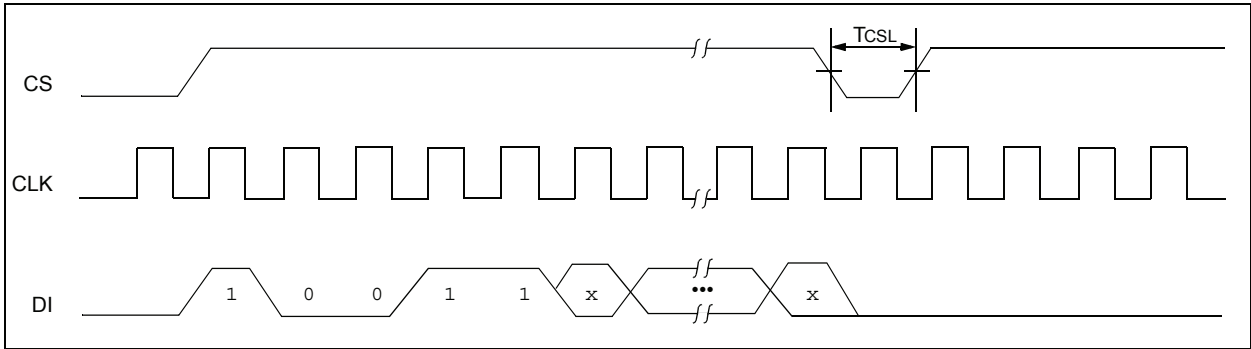 TCSL
CS
CLK
DI
1 0 0 1 1 x ••• x